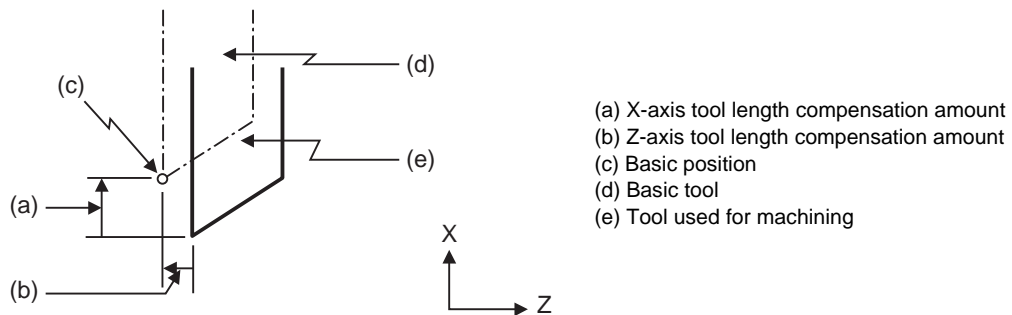 (c)
(d)
(e)
(a)
(b)
X
Z
(a) X-axis tool length compensation amount
(b) Z-axis tool length compensation amount
(c) Basic position
(d) Basic tool
(e) Tool used for machining